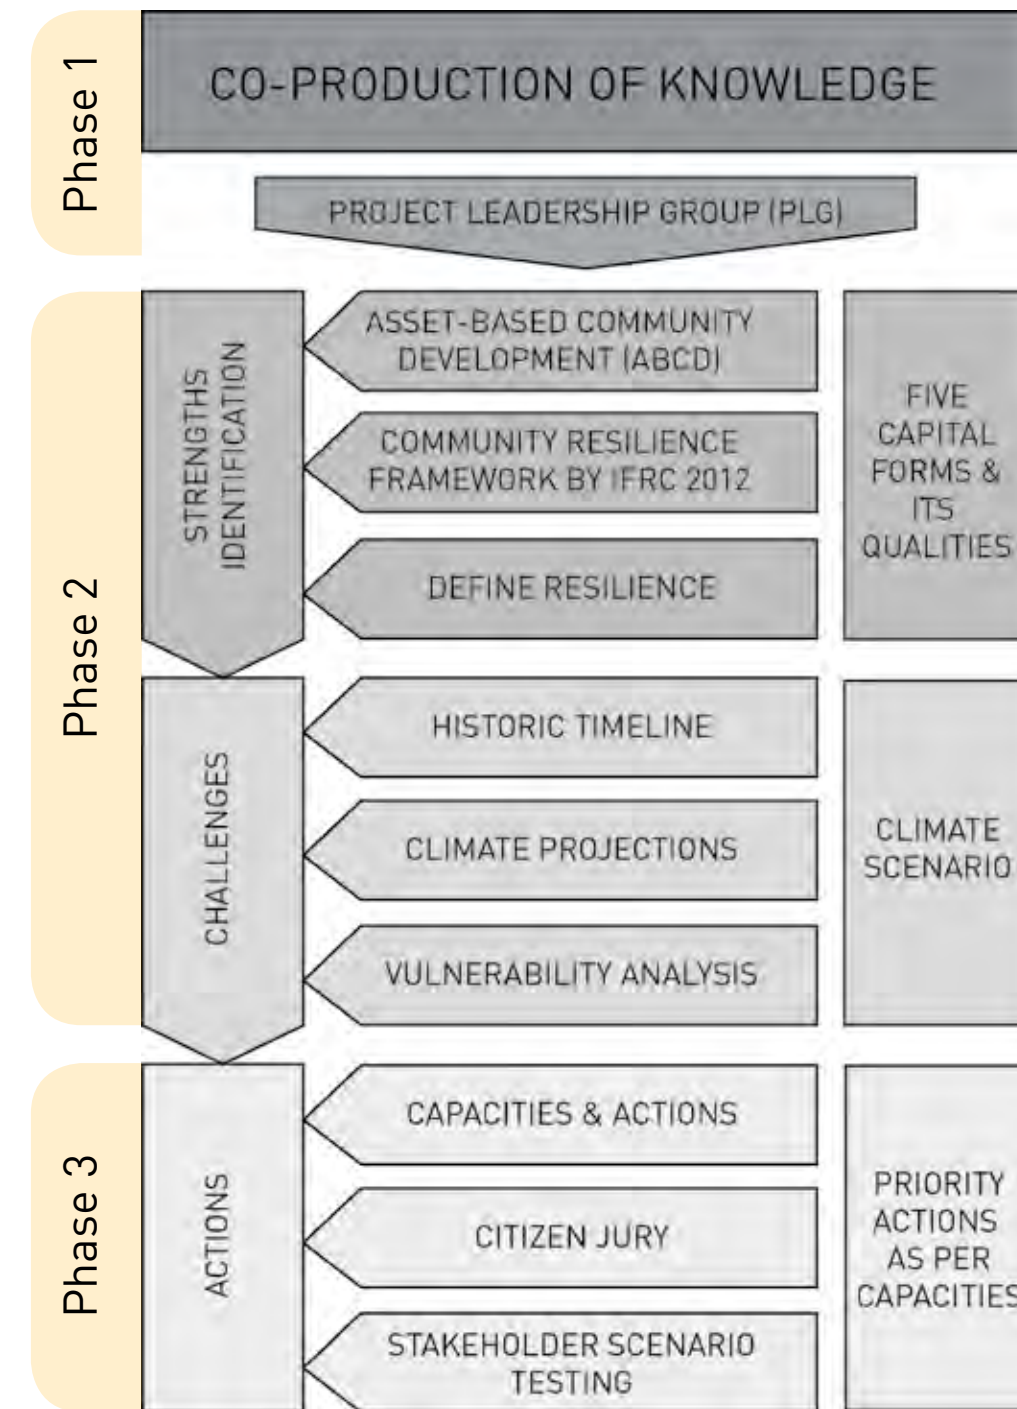 Phase 1
CO-PRODUCTION OF KNOWLEDGE
PROJECT LEADERSHIP GROUP (PLG)
Phase 2
STRENGTHS
IDENTIFICATION
ASSET-BASED COMMUNITY
DEVELOPMENT (ABCD)
COMMUNITY RESILIENCE
FRAMEWORK BY IFRC 2012
DEFINE RESILIENCE
FIVE
CAPITAL
FORMS &
ITS
QUALITIES
CHALLENGES
HISTORIC TIMELINE
CLIMATE PROJECTIONS
VULNERABILITY ANALYSIS
CLIMATE
SCENARIO
Phase 3
ACTIONS
CAPACITIES & ACTIONS
CITIZEN JURY
STAKEHOLDER SCENARIO
TESTING
PRIORITY
ACTIONS
AS PER
CAPACITIES